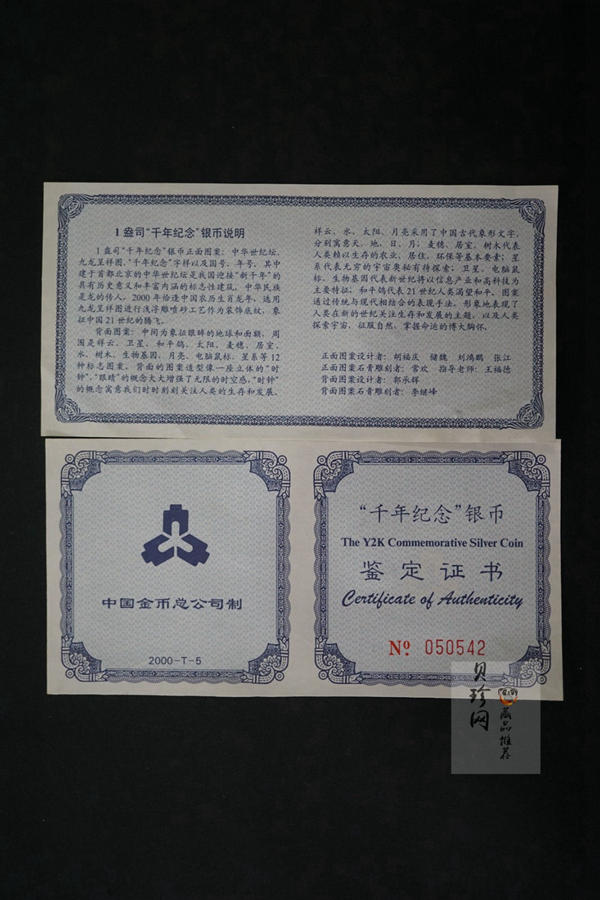 1盎司“千年纪念”银币说明
1盎司“千年纪念”银币正面图案：中华世纪坛、
九龙呈祥图、“千年纪念”字样以及国号、年号。其中
建于首都北京的中华世纪坛是我国迎接“新千年”的
具有历史意义和丰富内涵的标志性建筑。中华民族
是龙的传人，2000年恰逢中国农历生肖龙年，选用
九龙呈祥图进行浅浮雕喷砂工艺作为装饰底纹，象
征中国21世纪的腾飞。
背面图案：中间为象征眼眸的地球和面额，周
围是祥云、卫星、和平鸽、太阳、麦穗、居室、
水、树木、生物基因、月亮、电脑鼠标、星系等12
种标志图案。背面的图案造型像一座立体的“时
钟”，“眼睛”的概念大大增强了无限的时空感，“时钟”
的概念寓意我们时时刻刻关注人类的生存和发展。
祥云、水、太阳、月亮采用了中国古代象形文字，
分别寓意天、地、日、月；麦穗、居室、树木代表
人类赖以生存的农业、居住、环保等基本要素；星
系代表无穷的宇宙奥秘有待探索；卫星、电脑鼠
标、生物基因代表新世纪将以信息产业和高科技为
主要特征；和平鸽代表21世纪人类渴望和平。图案
通过传统与现代相结合的表现手法，形象地表现了
人类在新的世纪关注生存发展的主题，以及人类
探索宇宙、征服自然、掌握命运的博大胸怀。
正面图案设计者：胡福庆 储魏 刘鸿鹏 张江
正面图案石膏雕刻者：常欢 指导老师：王福德
背面图案设计者：郭承辉
背面图案石膏雕刻者：李继峰
中国金币总公司制
2000-T-5
“千年纪念”银币
The Y2K Commemorative Silver Coin
鉴定证书
Certificate of Authenticity
Nº 050542
贝珍网
藏品推荐